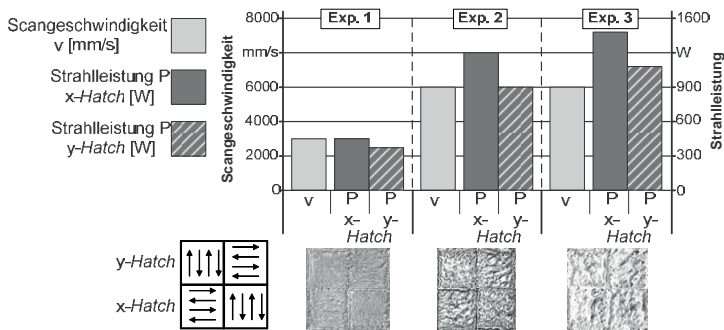 Scangeschwindigkeit
v [mm/s]
Strahlleistung P
x-Hatch [W]
Strahlleistung P
y-Hatch [W]
Scangeschwindigkeit
8000
mm/s
6000
4000
2000
0
Exp. 1
Exp. 2
Exp. 3
1600
W
900
600
300
0
Strahlleistung
v
P
x-
P
y-
Hatch
v
P
x-
P
y-
Hatch
v
P
x-
P
y-
Hatch
y-Hatch
x-Hatch